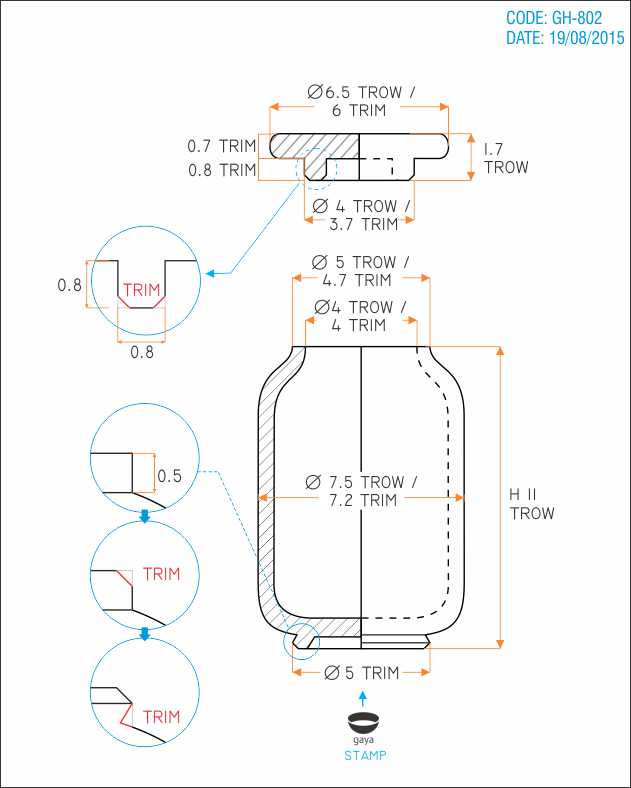 CODE: GH-802
DATE: 19/08/2015
Ø6.5 TROW /
6 TRIM
0.7 TRIM
0.8 TRIM
1.7
TROW
Ø 4 TROW /
3.7 TRIM
0.8
TRIM
0.8
Ø 5 TROW /
4.7 TRIM
Ø4 TROW /
4 TRIM
0.5
Ø 7.5 TROW /
7.2 TRIM
H 11
TROW
TRIM
TRIM
Ø 5 TRIM
gaya
STAMP